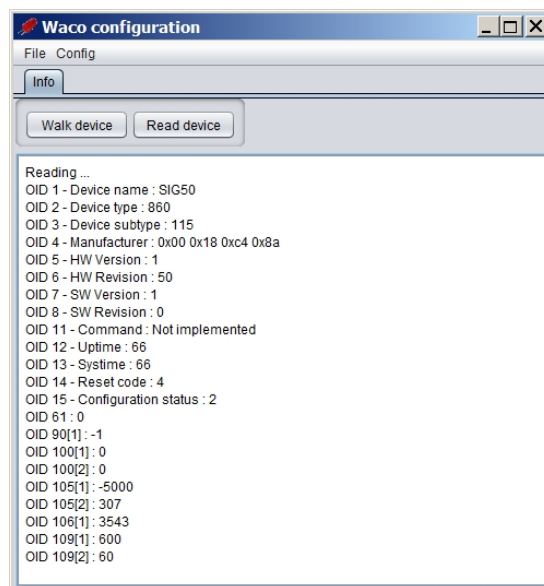 Waco configuration
File Config
Info
Walk device Read device
Reading ...
OID 1 - Device name : SIG50
OID 2 - Device type : 860
OID 3 - Device subtype : 115
OID 4 - Manufacturer : 0x00 0x18 0xc4 0x8a
OID 5 - HW Version : 1
OID 6 - HW Revision : 50
OID 7 - SW Version : 1
OID 8 - SW Revision : 0
OID 11 - Command : Not implemented
OID 12 - Uptime : 66
OID 13 - Systime : 66
OID 14 - Reset code : 4
OID 15 - Configuration status : 2
OID 61 : 0
OID 90[1] : -1
OID 100[1] : 0
OID 100[2] : 0
OID 105[1] : -5000
OID 105[2] : 307
OID 106[1] : 3543
OID 109[1] : 600
OID 109[2] : 60